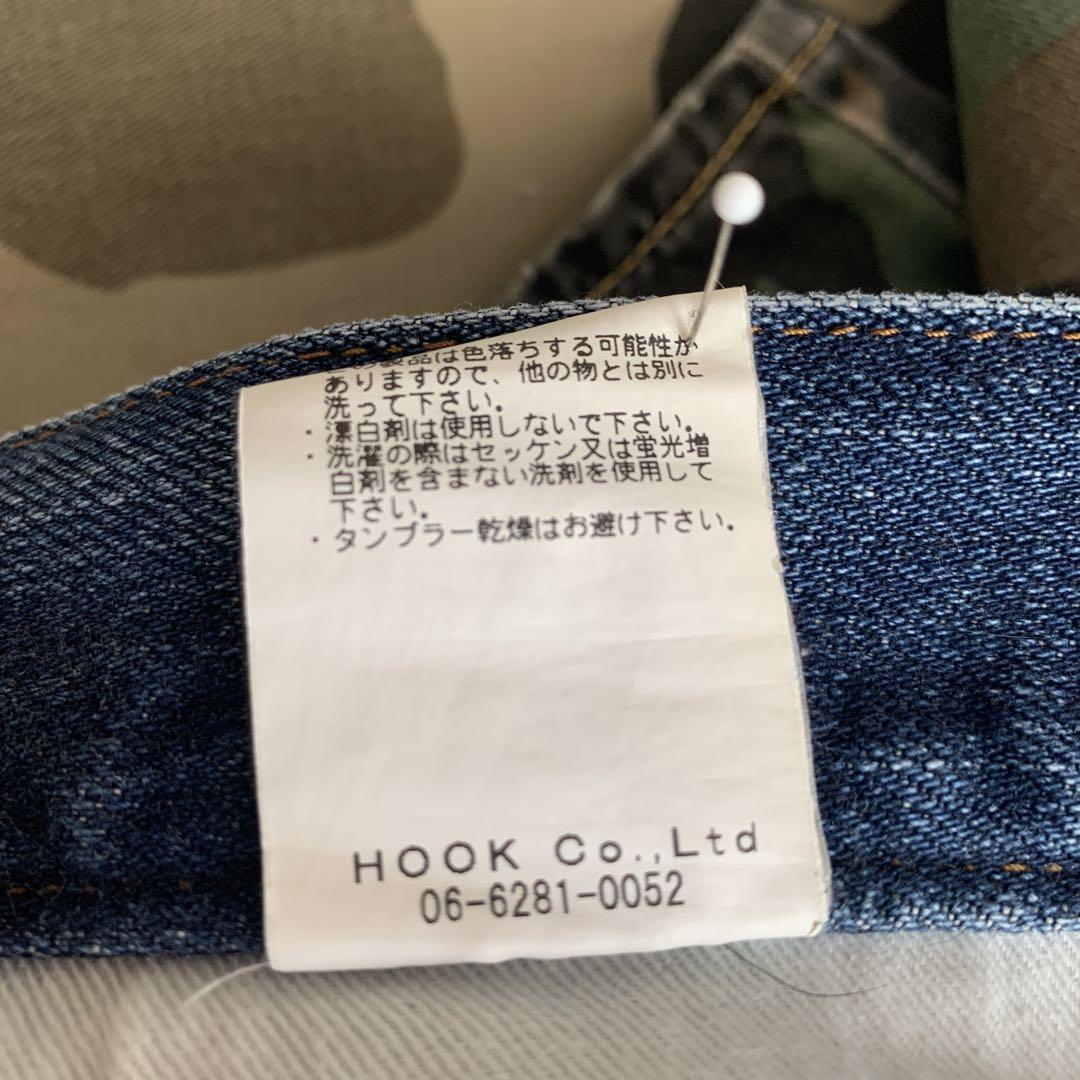 この製品は色落ちする可能性が
ありますので、他の物とは別に
洗って下さい。
・漂白剤は使用しないで下さい。
・洗濯の際はセッケン又は蛍光増
白剤を含まない洗剤を使用して
下さい。
・タンブラー乾燥はお避け下さい。
HOOK Co.,Ltd
06-6281-0052